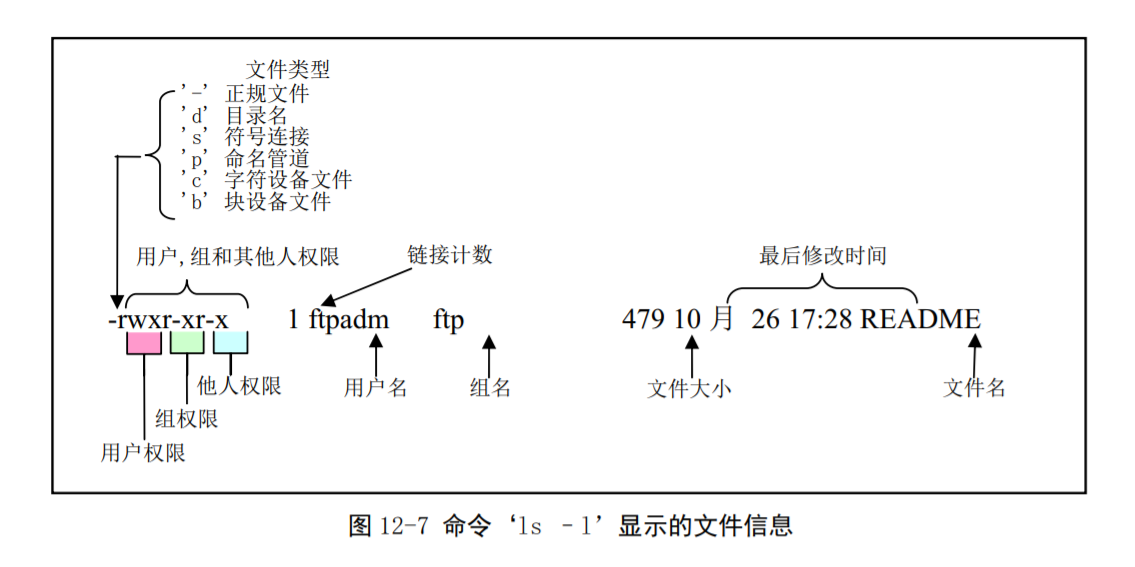 文件类型
'-' 正规文件
'd' 目录名
's' 符号连接
'p' 命名管道
'c' 字符设备文件
'b' 块设备文件
用户,组和其他人权限
链接计数
最后修改时间
-rwxr-xr-x 1 ftpadm ftp 479 10 月 26 17:28 README
他人权限
用户名
组名
文件大小
文件名
组权限
用户权限
图 12-7 命令‘ls -l’显示的文件信息